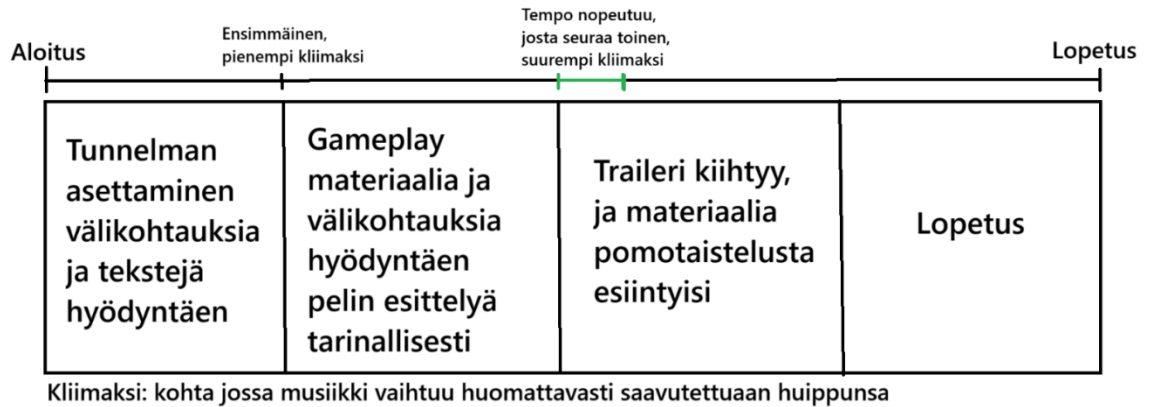 Aloitus
Ensimmäinen,
pienempi kliimaksi
Tempo nopeutuu,
josta seuraa toinen,
suurempi kliimaksi
Lopetus
Tunnelman
asettaminen
välikohtauksia
ja tekstejä
hyödyntäen
Gameplay
materiaalia ja
välikohtauksia
hyödyntäen
pelin esittelyä
tarinallisesti
Traileri kiihtyy,
ja materiaalia
pomotaistelusta
esiintyisi
Lopetus
Kliimaksi: kohta jossa musiikki vaihtuu huomattavasti saavutettuaan huippunsa